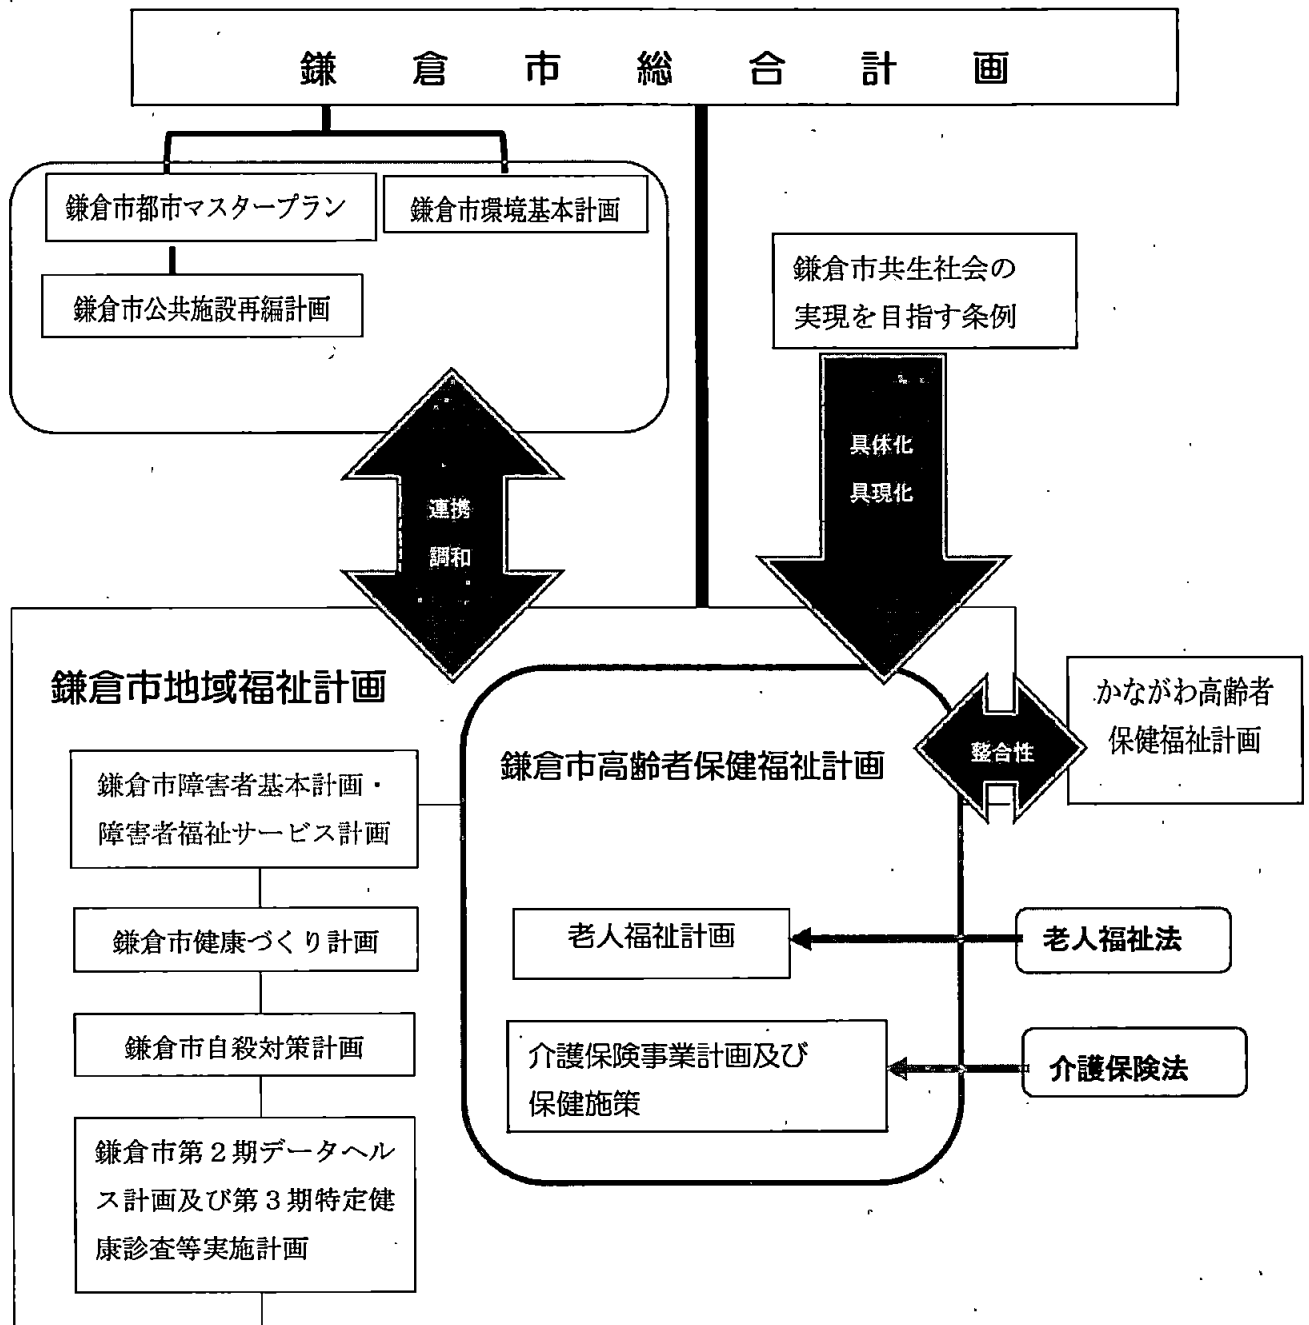 鎌倉市総合計画
鎌倉市都市マスタープラン
鎌倉市環境基本計画
鎌倉市公共施設再編計画
鎌倉市共生社会の
実現を目指す条例
具体化
具現化
連携
調和
鎌倉市地域福祉計画
かながわ高齢者
保健福祉計画
整合性
鎌倉市高齢者保健福祉計画
鎌倉市障害者基本計画・
障害者福祉サービス計画
鎌倉市健康づくり計画
老人福祉計画
老人福祉法
鎌倉市自殺対策計画
介護保険事業計画及び
保健施策
介護保険法
鎌倉市第2期データヘル
ス計画及び第3期特定健
康診査等実施計画